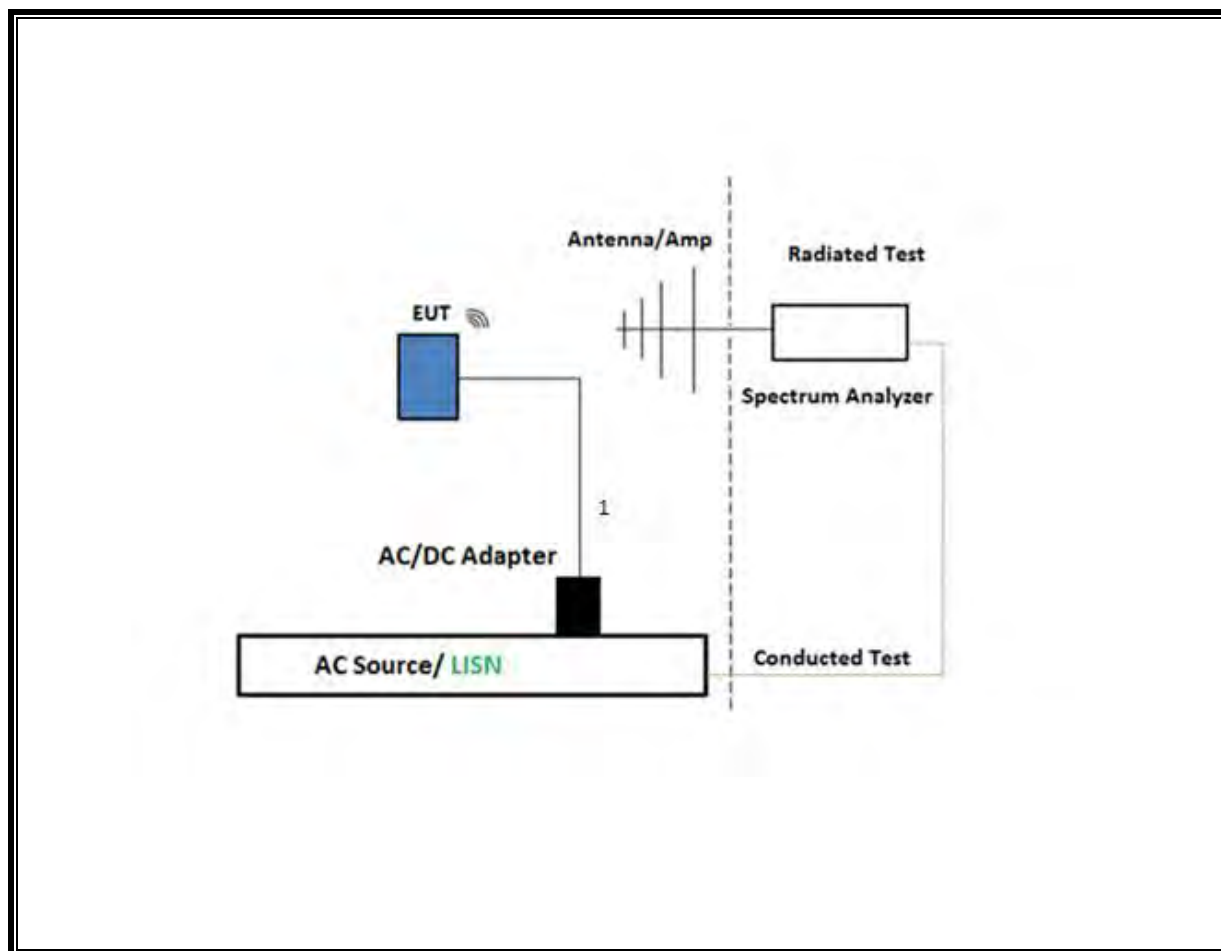 Antenna/Amp
Radiated Test
EUT
Spectrum Analyzer
1
AC/DC Adapter
AC Source/ LISN
Conducted Test